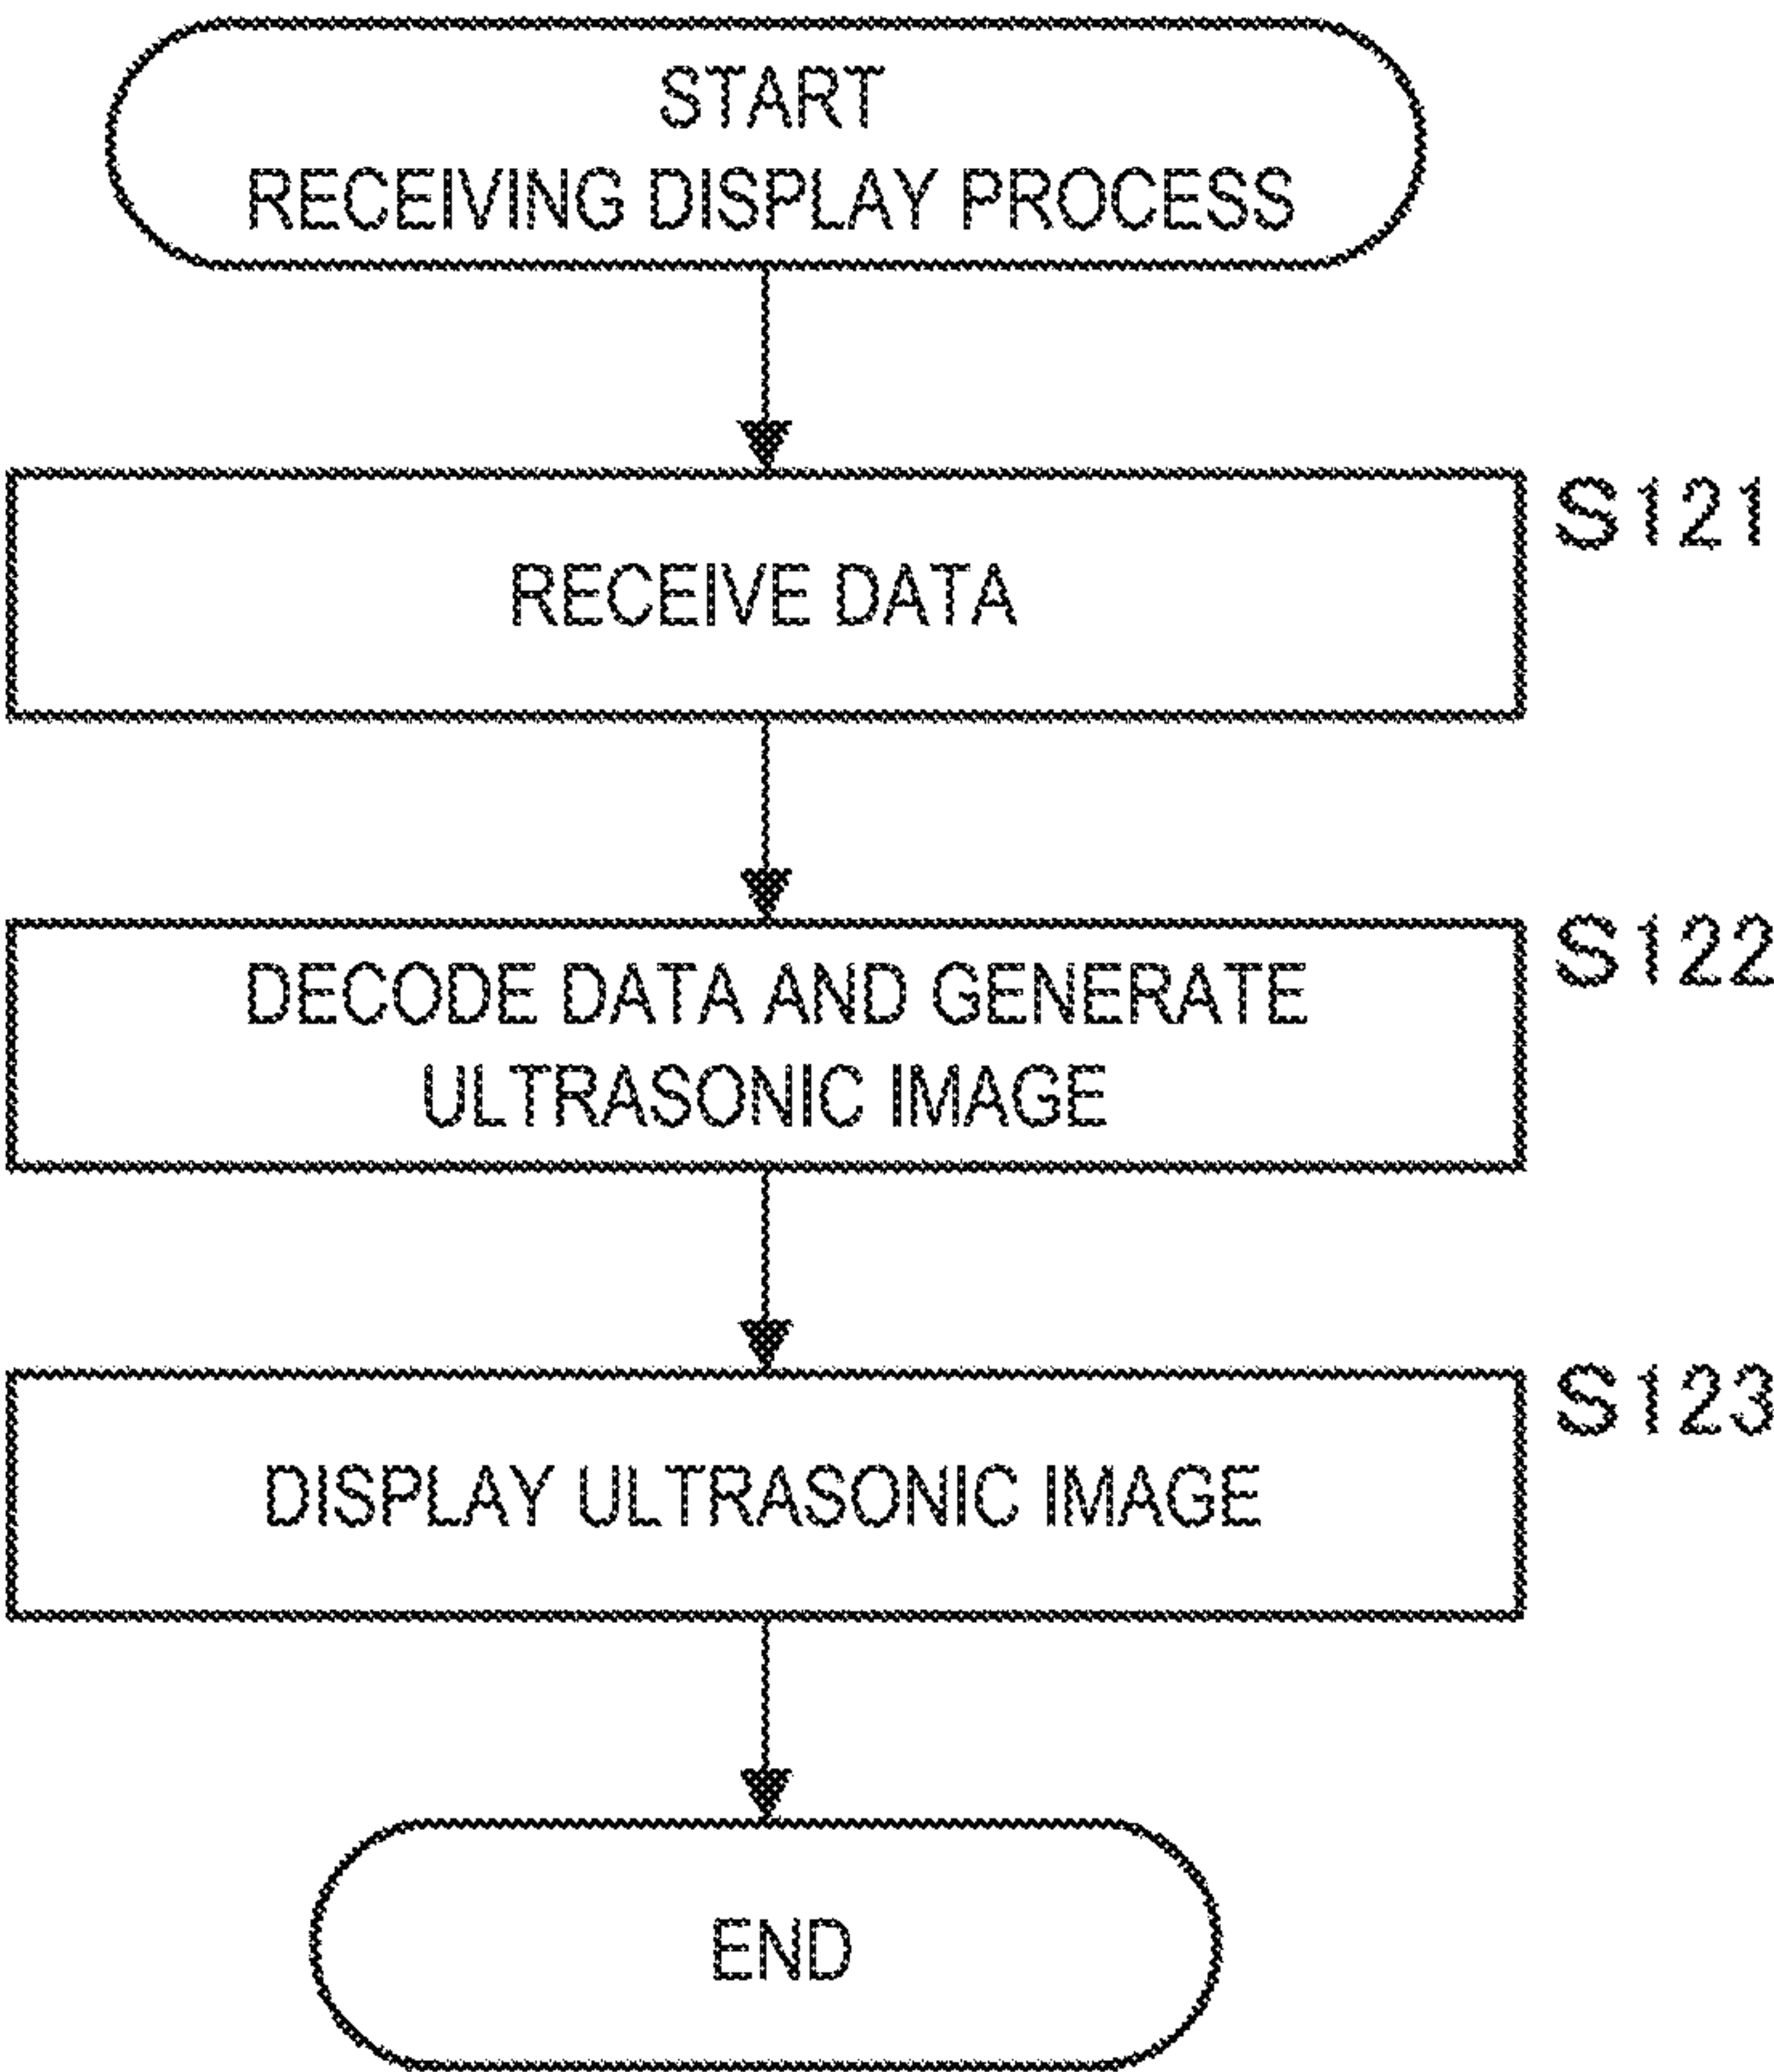 START
RECEIVING DISPLAY PROCESS
S121
RECEIVE DATA
S122
DECODE DATA AND GENERATE
ULTRASONIC IMAGE
S123
DISPLAY ULTRASONIC IMAGE
END